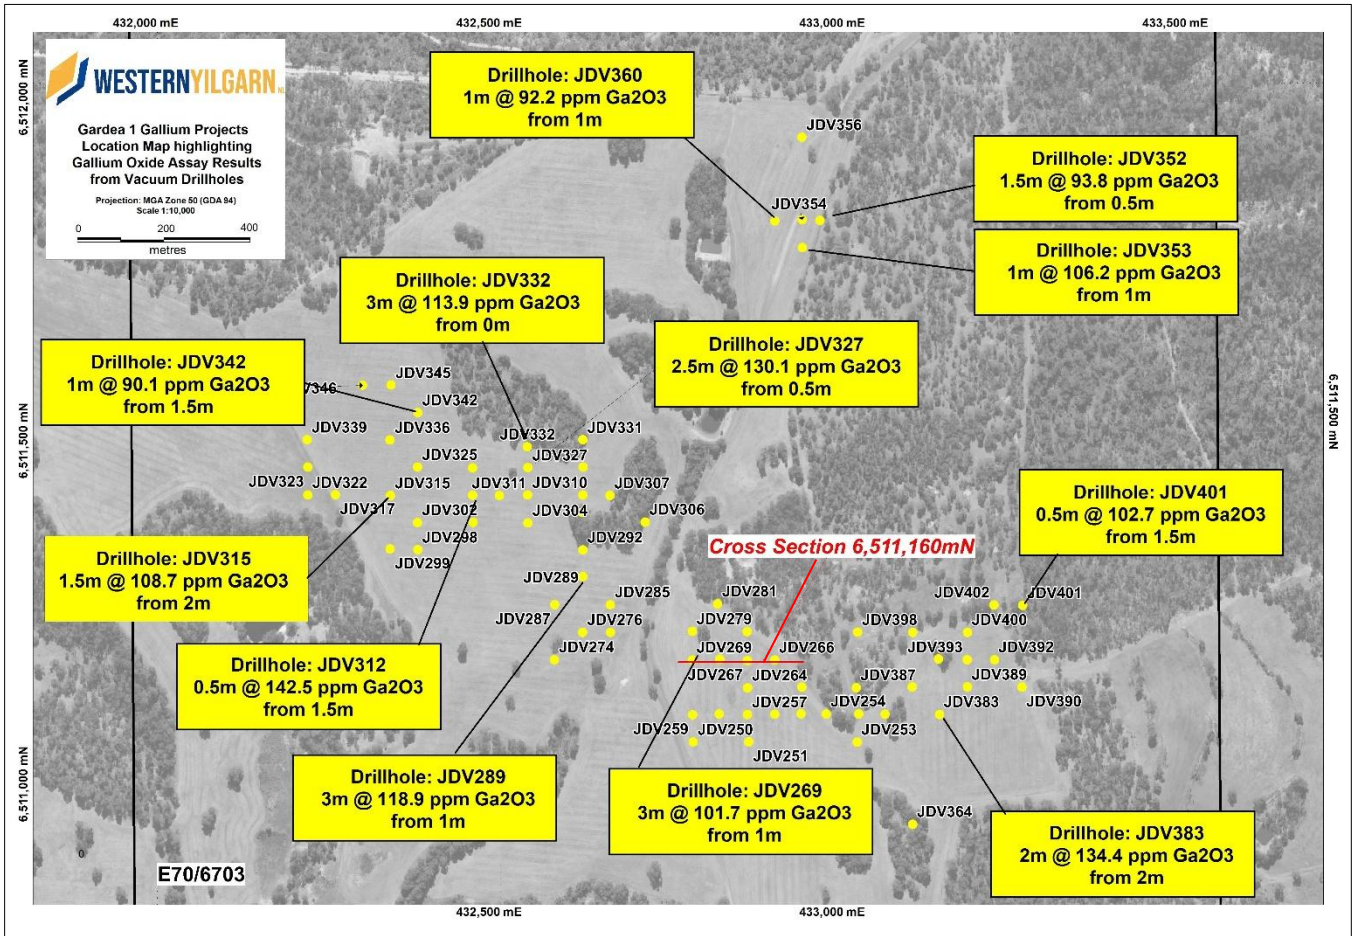 432,000 mE
432,500 mE
433,000 mE
433,500 mE
6,512,000 mN
WESTERNYILGARN NL
Gardea 1 Gallium Projects
Location Map highlighting
Gallium Oxide Assay Results
from Vacuum Drillholes
Projection: MGA Zone 50 (GDA 94)
Scale 1:10,000
0 200 400
metres
Drillhole: JDV360
1m @ 92.2 ppm Ga2O3
from 1m
JDV356
Drillhole: JDV352
1.5m @ 93.8 ppm Ga2O3
from 0.5m
JDV354
Drillhole: JDV353
1m @ 106.2 ppm Ga2O3
from 1m
Drillhole: JDV332
3m @ 113.9 ppm Ga2O3
from 0m
Drillhole: JDV327
2.5m @ 130.1 ppm Ga2O3
from 0.5m
Drillhole: JDV342
1m @ 90.1 ppm Ga2O3
from 1.5m
6,511,500 mN
6,511,500 mN
346
JDV345
JDV342
JDV339
JDV336
JDV332
JDV331
JDV325
JDV327
JDV323
JDV322
JDV315
JDV311
JDV310
JDV307
JDV317
JDV302
JDV304
JDV306
JDV298
JDV292
JDV299
Drillhole: JDV401
0.5m @ 102.7 ppm Ga2O3
from 1.5m
Cross Section 6,511,160mN
Drillhole: JDV315
1.5m @ 108.7 ppm Ga2O3
from 2m
JDV289
JDV285
JDV281
JDV402
JDV401
JDV287
JDV276
JDV279
JDV398
JDV400
JDV274
JDV269
JDV266
JDV393
JDV392
JDV267
JDV264
JDV387
JDV389
JDV257
JDV254
JDV383
JDV390
JDV259
JDV250
JDV253
JDV251
Drillhole: JDV312
0.5m @ 142.5 ppm Ga2O3
from 1.5m
Drillhole: JDV289
3m @ 118.9 ppm Ga2O3
from 1m
Drillhole: JDV269
3m @ 101.7 ppm Ga2O3
from 1m
JDV364
Drillhole: JDV383
2m @ 134.4 ppm Ga2O3
from 2m
6,511,000 mN
0
E70/6703
432,500 mE
433,000 mE